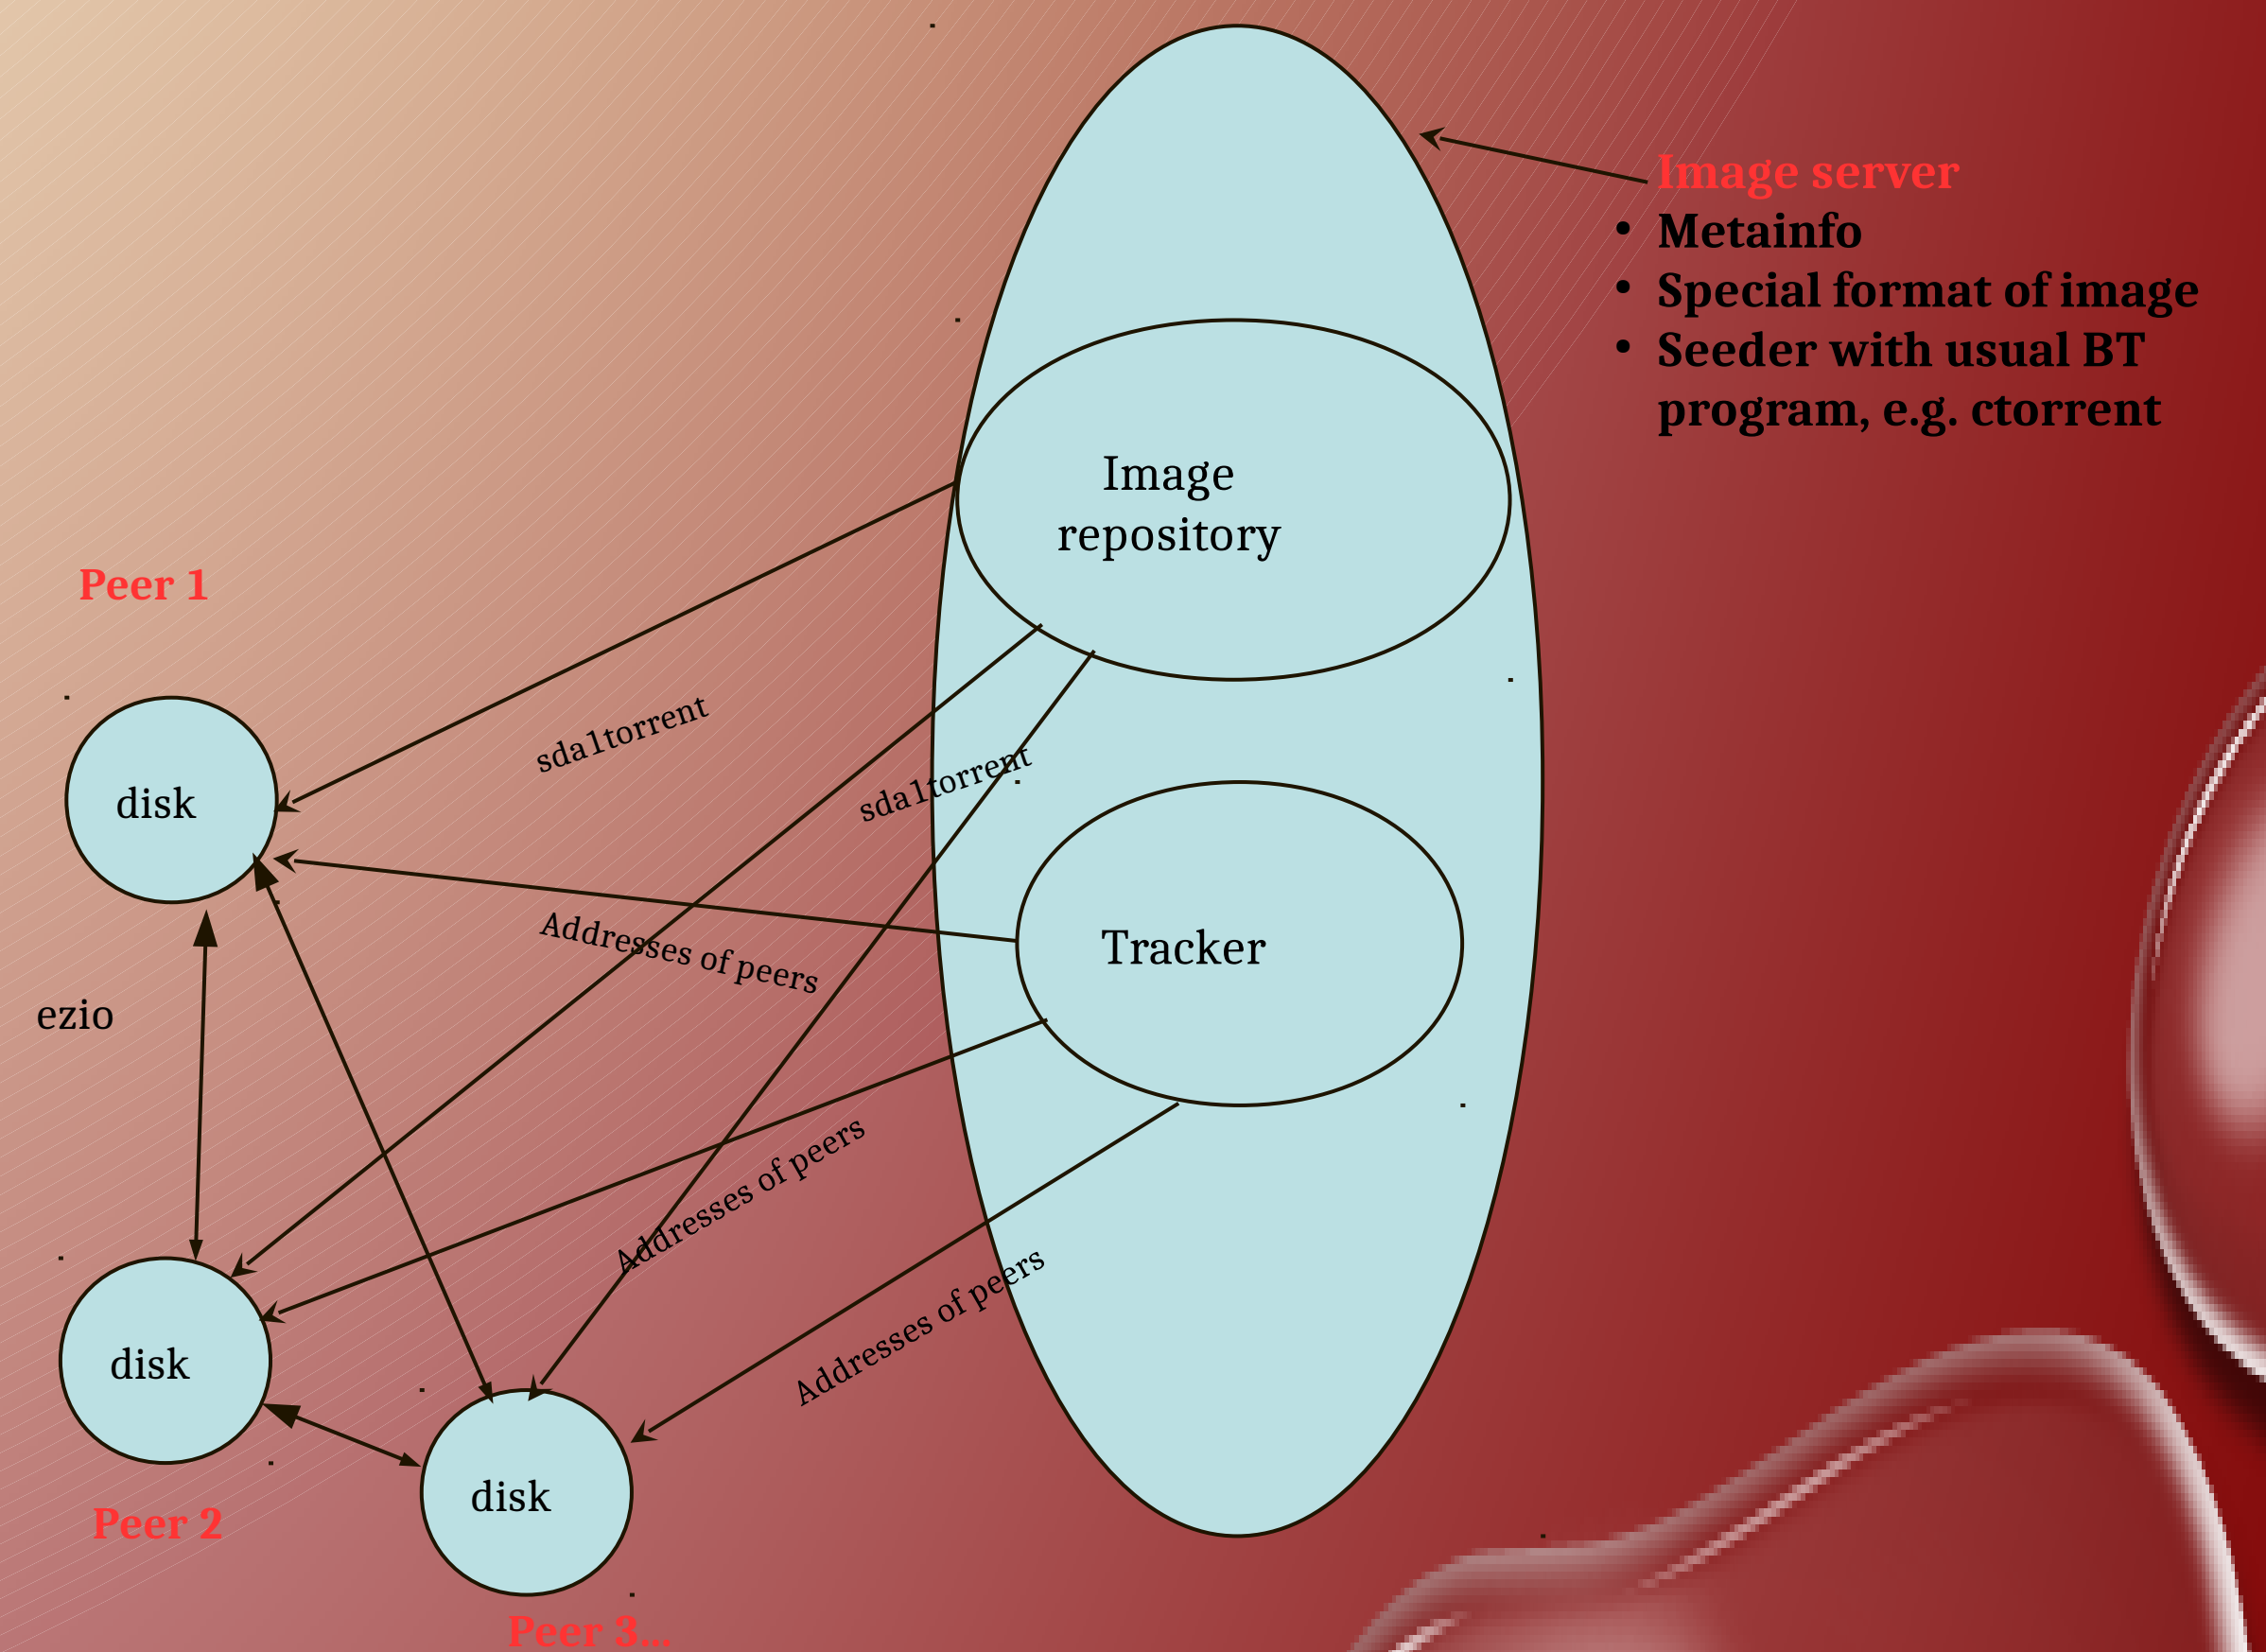 Image server
• Metainfo
• Special format of image
• Seeder with usual BT
program, e.g. ctorrent
Image
repository
Peer 1
sda1torrent
sda1torrent
disk
Addresses of peers
Tracker
ezio
Addresses of peers
Addresses of peers
disk
disk
Peer 2
Peer 3...